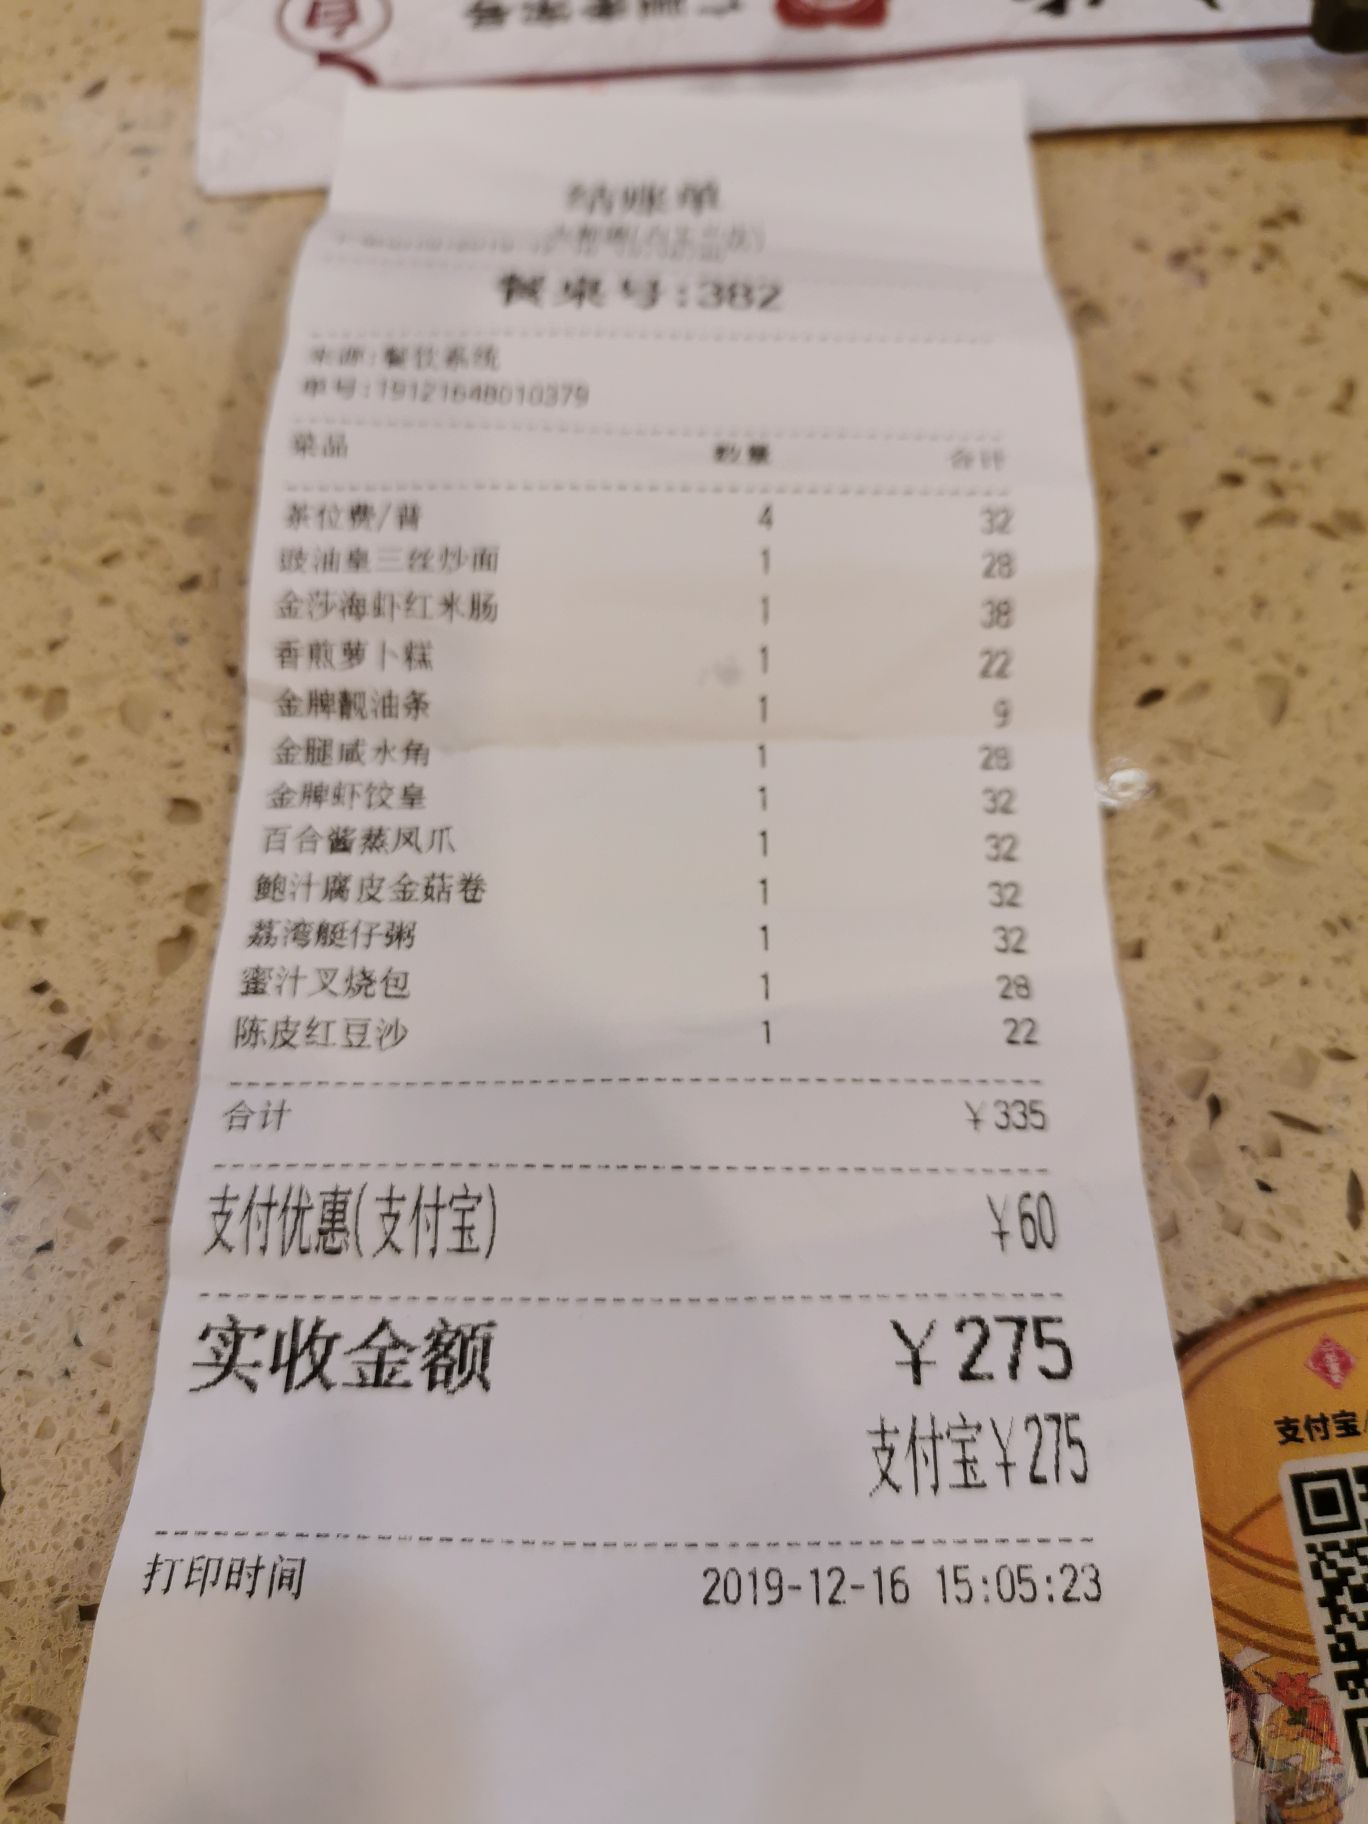 结账单
餐桌号:382
来源:餐饮系统
单号:19121648010379
菜品 数量 合计
茶位费/普 4 32
豉油皇三丝炒面 1 28
金莎海虾红米肠 1 38
香煎萝卜糕 1 22
金牌靓油条 1 9
金腿咸水角 1 28
金牌虾饺皇 1 32
百合酱蒸凤爪 1 32
鲍汁腐皮金菇卷 1 32
荔湾艇仔粥 1 32
蜜汁叉烧包 1 28
陈皮红豆沙 1 22
合计 ¥335
支付优惠(支付宝) ¥60
实收金额 ¥275
支付宝¥275
打印时间 2019-12-16 15:05:23
支付宝